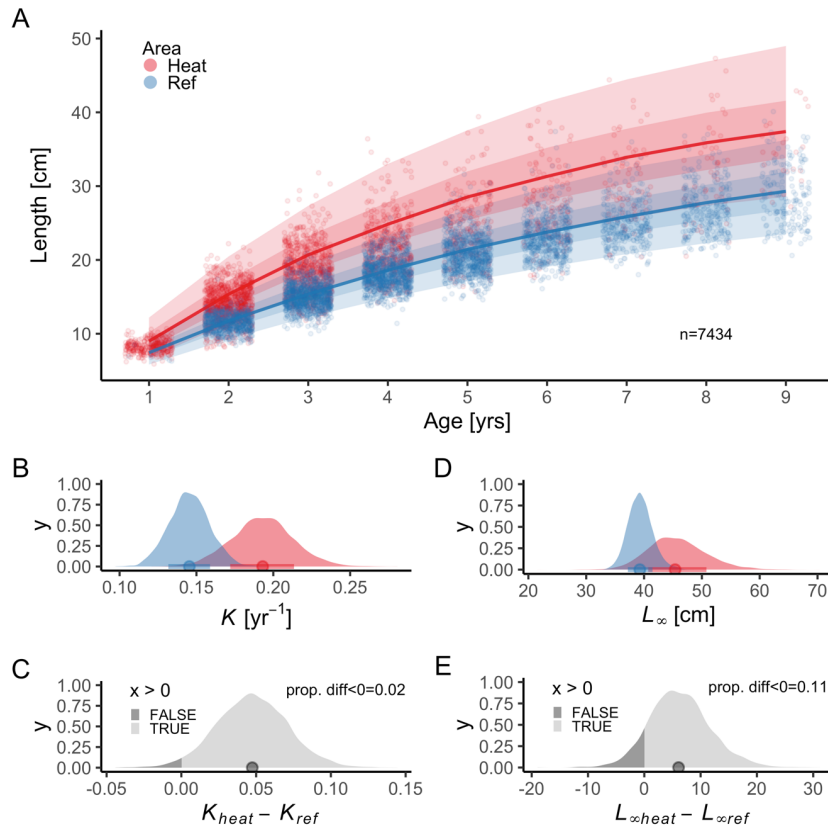 A
Area
Heat
Ref
Length [cm]
50
40
30
20
10
n=7434
1 2 3 4 5 6 7 8 9
Age [yrs]
B
y
1.00
0.75
0.50
0.25
0.00
0.10 0.15 0.20 0.25
K [yr⁻¹]
D
y
1.00
0.75
0.50
0.25
0.00
20 30 40 50 60 70
L∞ [cm]
C
y
1.00
0.75
0.50
0.25
0.00
x > 0
FALSE
TRUE
prop. diff<0=0.02
-0.05 0.00 0.05 0.10 0.15
Kheat − Kref
E
y
1.00
0.75
0.50
0.25
0.00
x > 0
FALSE
TRUE
prop. diff<0=0.11
-20 -10 0 10 20 30
L∞heat − L∞ref